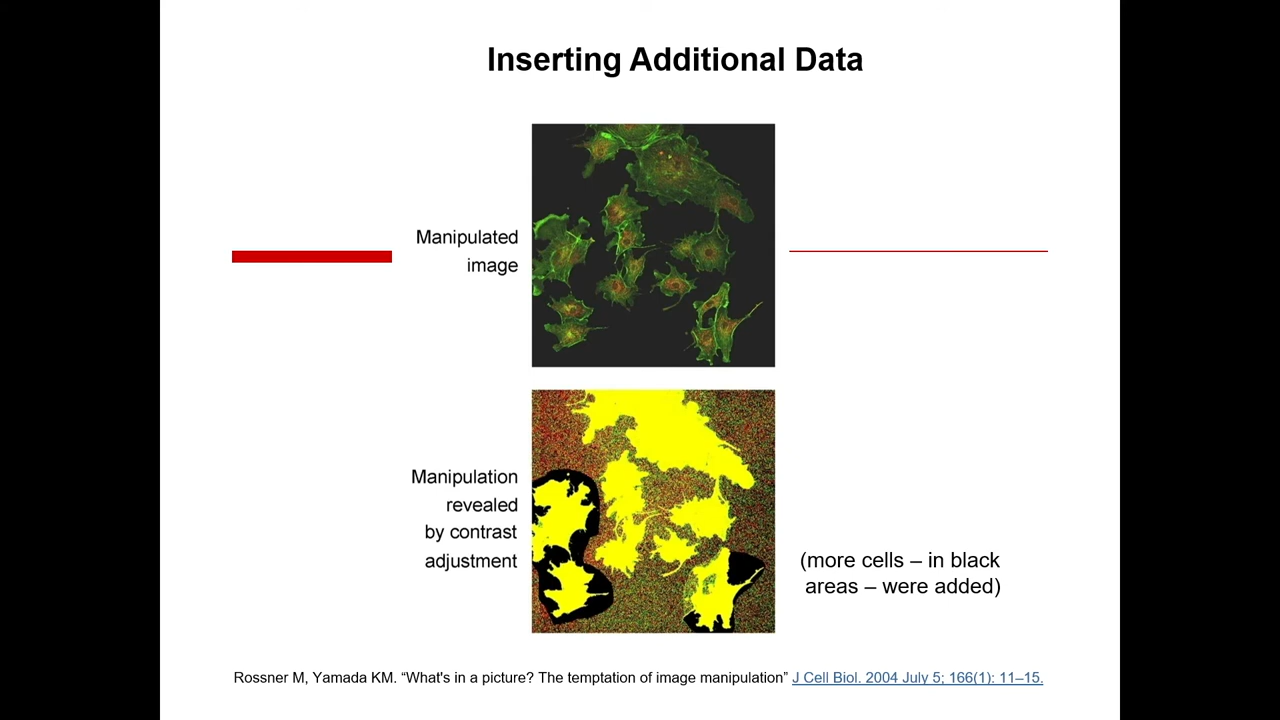 Inserting Additional Data
Manipulated
image
Manipulation
revealed
by contrast
adjustment
(more cells – in black
areas – were added)
Rossner M, Yamada KM. “What's in a picture? The temptation of image manipulation” J Cell Biol. 2004 July 5; 166(1): 11–15.